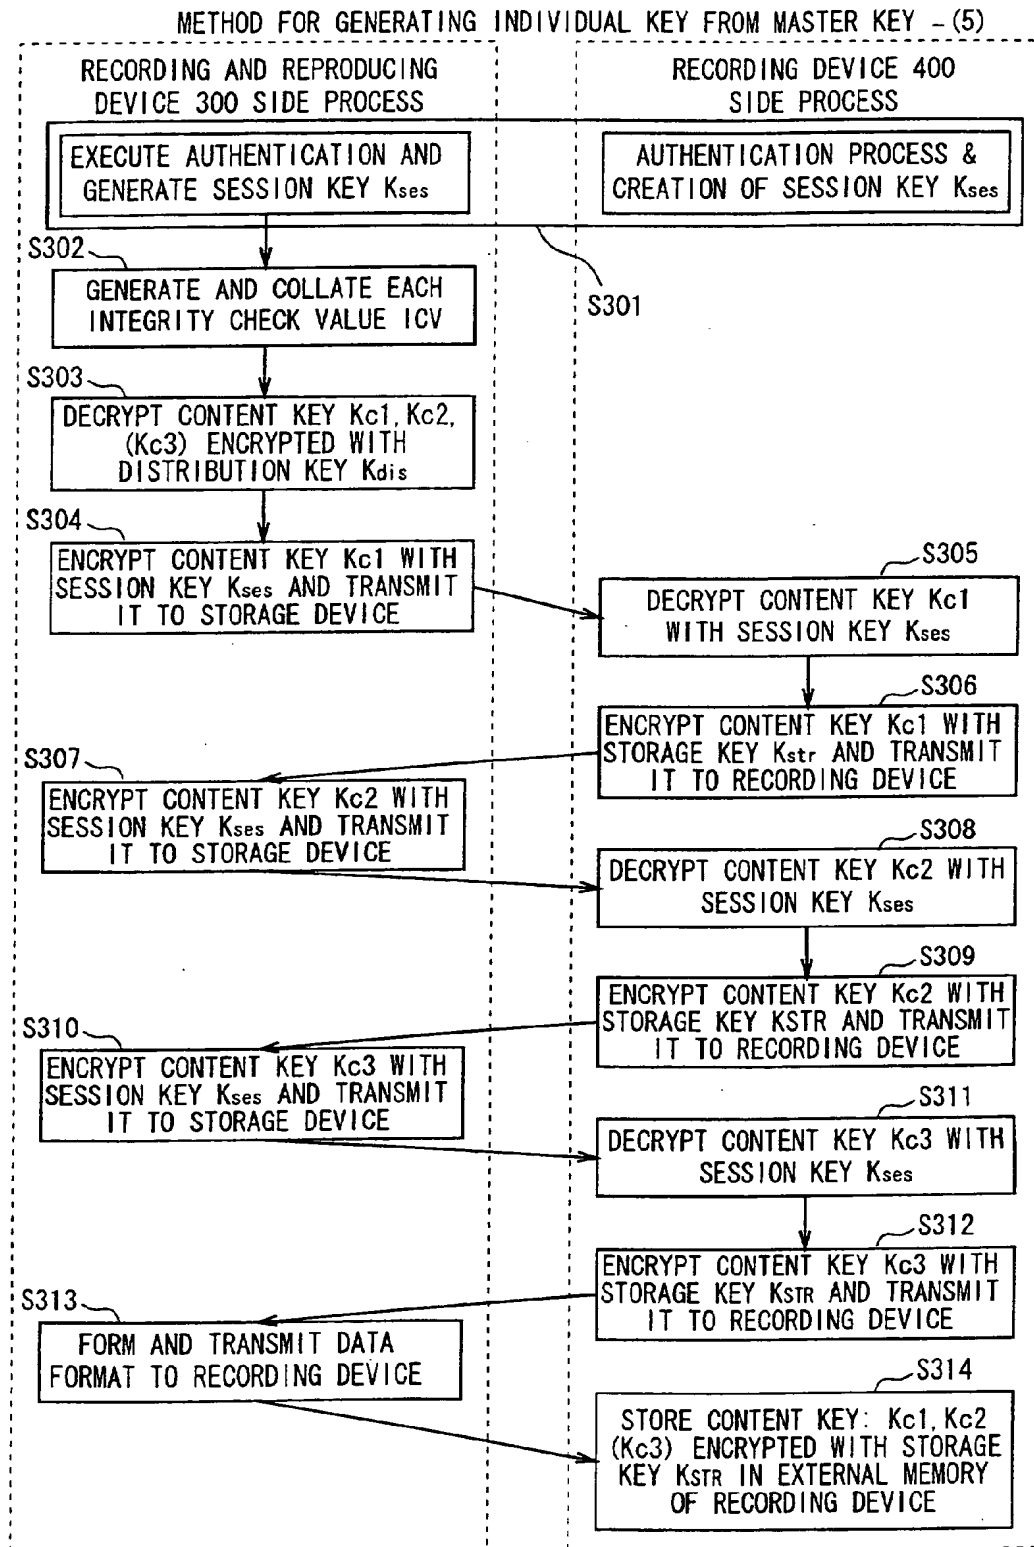 METHOD FOR GENERATING INDIVIDUAL KEY FROM MASTER KEY -(5)
RECORDING AND REPRODUCING
DEVICE 300 SIDE PROCESS
RECORDING DEVICE 400
SIDE PROCESS
EXECUTE AUTHENTICATION AND
GENERATE SESSION KEY Kses
AUTHENTICATION PROCESS &
CREATION OF SESSION KEY Kses
S301
S302
GENERATE AND COLLATE EACH
INTEGRITY CHECK VALUE ICV
S303
DECRYPT CONTENT KEY Kc1, Kc2,
(Kc3) ENCRYPTED WITH
DISTRIBUTION KEY Kdis
S304
ENCRYPT CONTENT KEY Kc1 WITH
SESSION KEY Kses AND TRANSMIT
IT TO STORAGE DEVICE
S305
DECRYPT CONTENT KEY Kc1
WITH SESSION KEY Kses
S306
ENCRYPT CONTENT KEY Kc1 WITH
STORAGE KEY Kstr AND TRANSMIT
IT TO RECORDING DEVICE
S307
ENCRYPT CONTENT KEY Kc2 WITH
SESSION KEY Kses AND TRANSMIT
IT TO STORAGE DEVICE
S308
DECRYPT CONTENT KEY Kc2 WITH
SESSION KEY Kses
S309
ENCRYPT CONTENT KEY Kc2 WITH
STORAGE KEY KSTR AND TRANSMIT
IT TO RECORDING DEVICE
S310
ENCRYPT CONTENT KEY Kc3 WITH
SESSION KEY Kses AND TRANSMIT
IT TO STORAGE DEVICE
S311
DECRYPT CONTENT KEY Kc3 WITH
SESSION KEY Kses
S312
ENCRYPT CONTENT KEY Kc3 WITH
STORAGE KEY KSTR AND TRANSMIT
IT TO RECORDING DEVICE
S313
FORM AND TRANSMIT DATA
FORMAT TO RECORDING DEVICE
S314
STORE CONTENT KEY: Kc1, Kc2
(Kc3) ENCRYPTED WITH STORAGE
KEY KSTR IN EXTERNAL MEMORY
OF RECORDING DEVICE